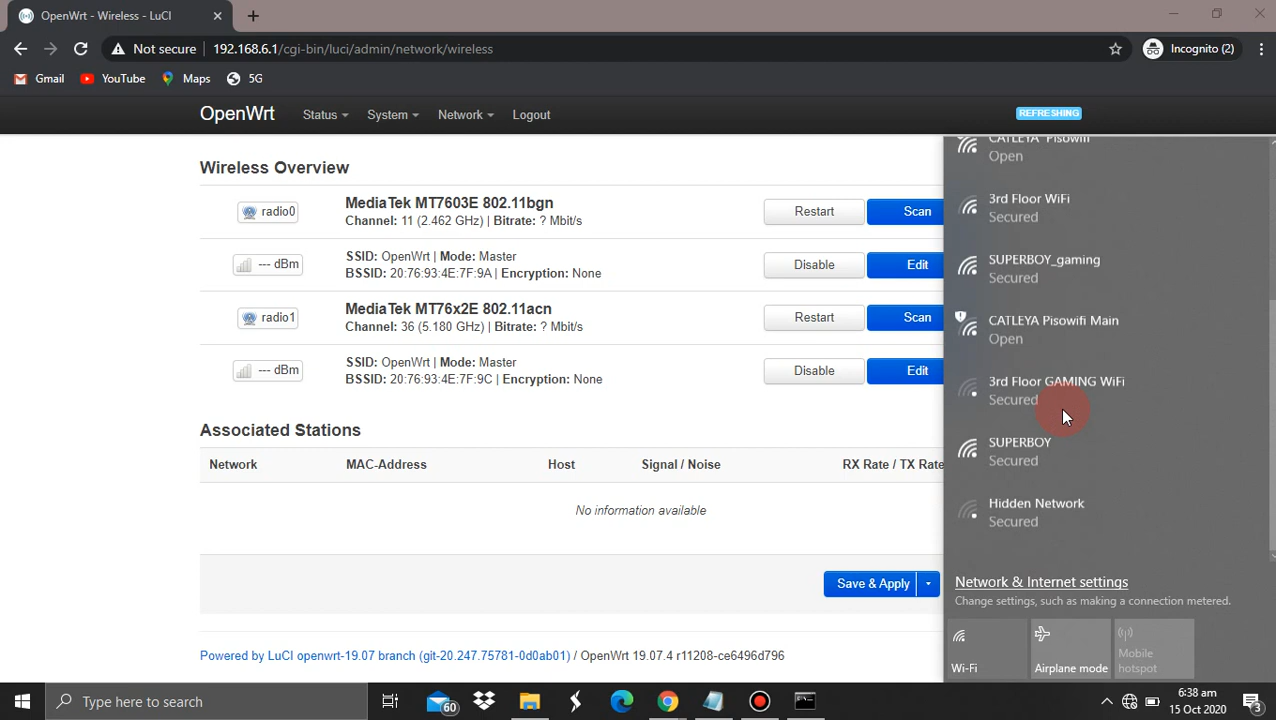 OpenWrt - Wireless - LuCI
Not secure 192.168.6.1/cgi-bin/luci/admin/network/wireless
Incognito (2)
Gmail YouTube Maps 5G
OpenWrt Status System Network Logout REFRESHING
Wireless Overview
radio0 MediaTek MT7603E 802.11bgn
Channel: 11 (2.462 GHz) | Bitrate: ? Mbit/s
Restart Scan
--- dBm SSID: OpenWrt | Mode: Master
BSSID: 20:76:93:4E:7F:9A | Encryption: None
Disable Edit
radio1 MediaTek MT76x2E 802.11acn
Channel: 36 (5.180 GHz) | Bitrate: ? Mbit/s
Restart Scan
--- dBm SSID: OpenWrt | Mode: Master
BSSID: 20:76:93:4E:7F:9C | Encryption: None
Disable Edit
Associated Stations
Network MAC-Address Host Signal / Noise RX Rate / TX Rate
No information available
Save & Apply
Powered by LuCI openwrt-19.07 branch (git-20.247.75781-0d0ab01) / OpenWrt 19.07.4 r11208-ce6496d796
CATLEYA Pisowifi
Open
3rd Floor WiFi
Secured
SUPERBOY_gaming
Secured
CATLEYA Pisowifi Main
Open
3rd Floor GAMING WiFi
Secured
SUPERBOY
Secured
Hidden Network
Secured
Network & Internet settings
Change settings, such as making a connection metered.
Wi-Fi
Airplane mode
Mobile
hotspot
Type here to search
60
6:38 am
15 Oct 2020
3